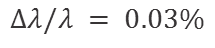 Δλ/λ = 0.03%